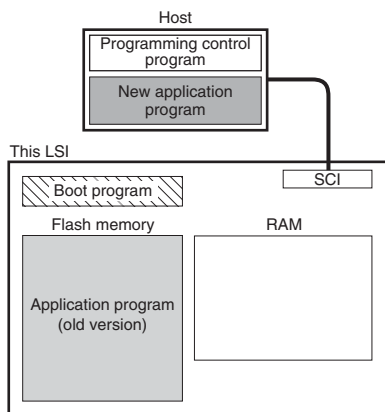 Host
Programming control
program
New application
program
This LSI
SCI
Boot program
Flash memory
RAM
Application program
(old version)